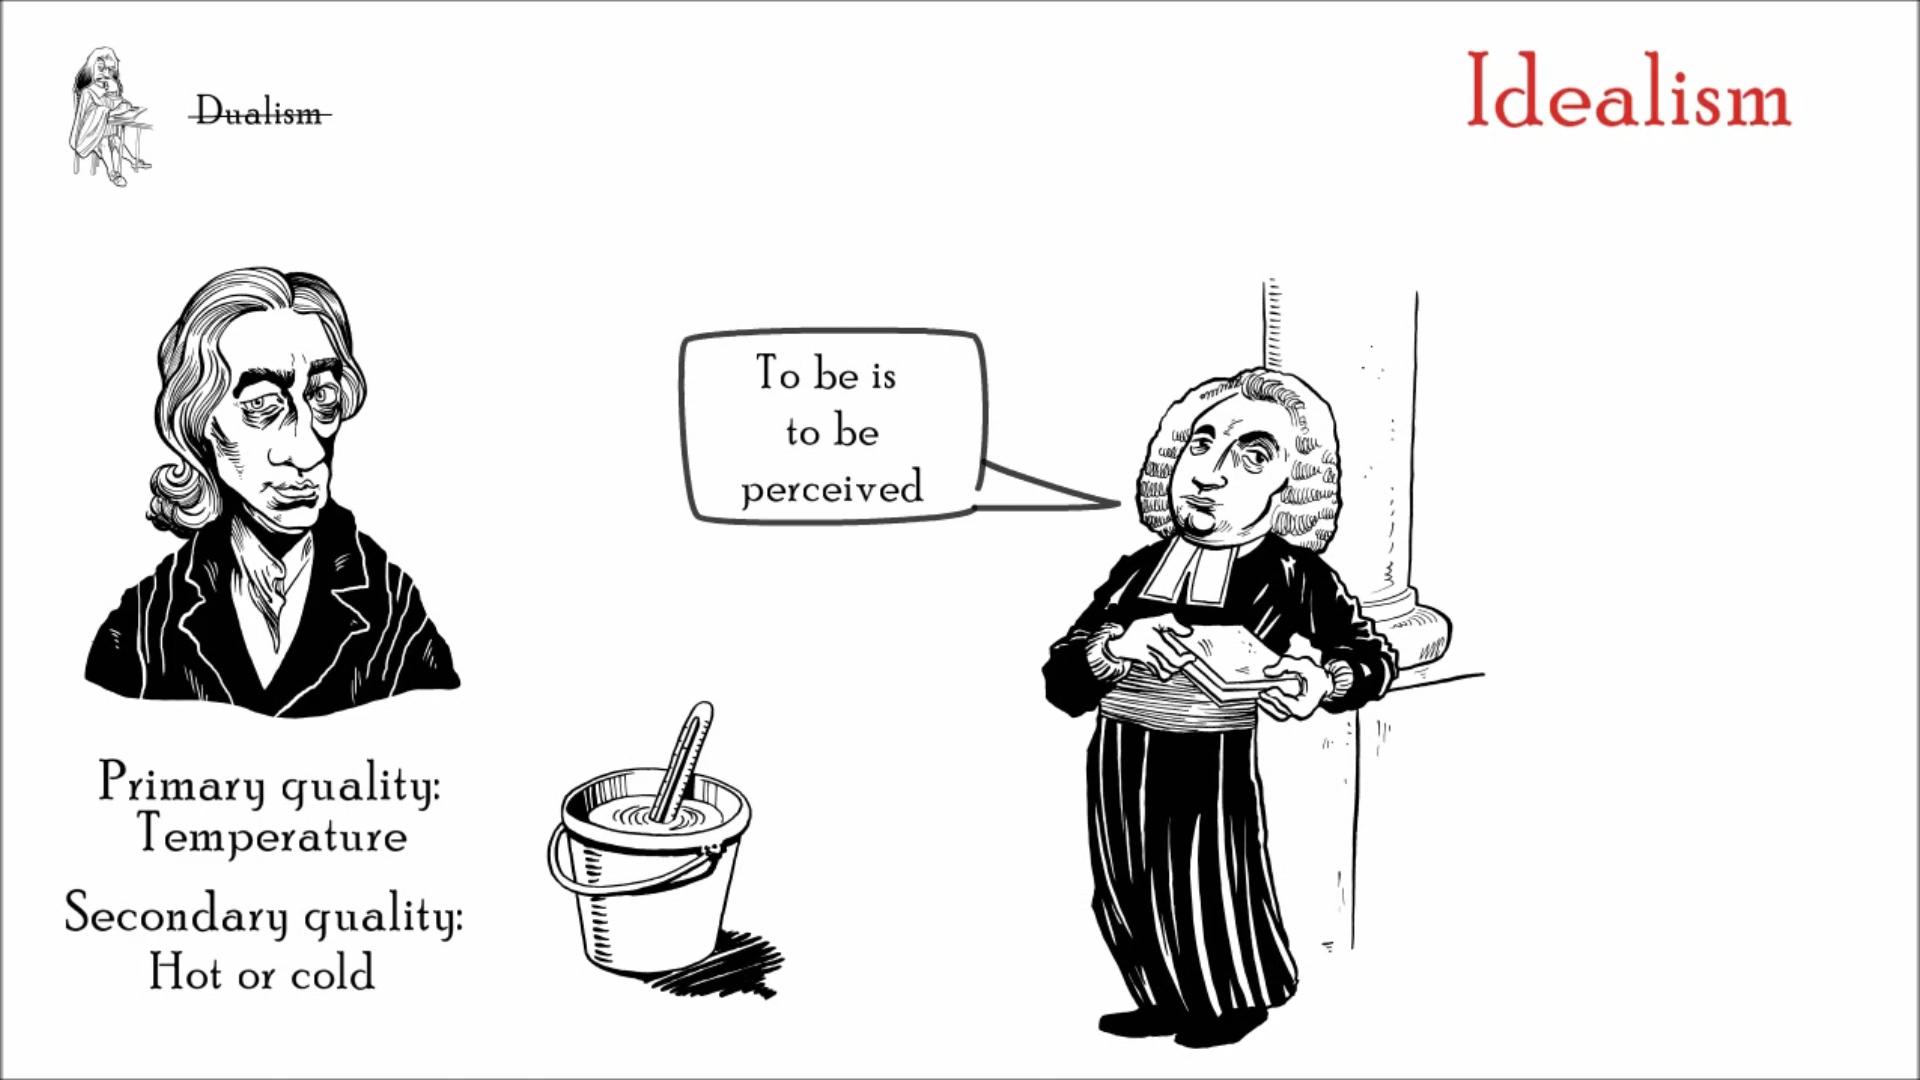 Dualism
Idealism
To be is
to be
perceived
Primary quality:
Temperature
Secondary quality:
Hot or cold